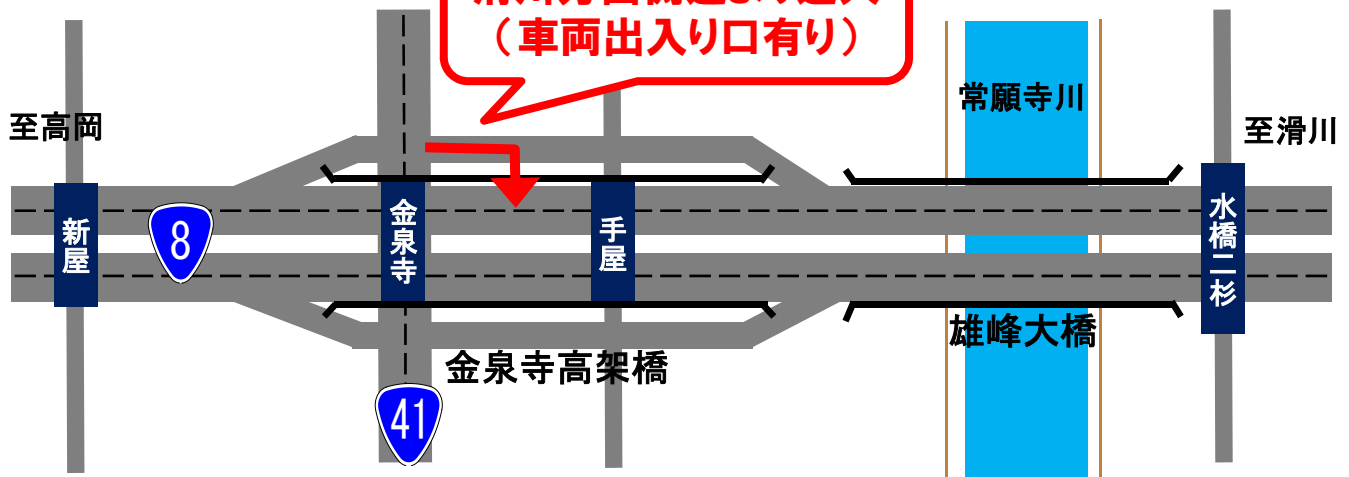 (車両出入り口有り)
常願寺川
至高岡
至滑川
新屋
8
金泉寺
手屋
水橋二杉
雄峰大橋
金泉寺高架橋
41